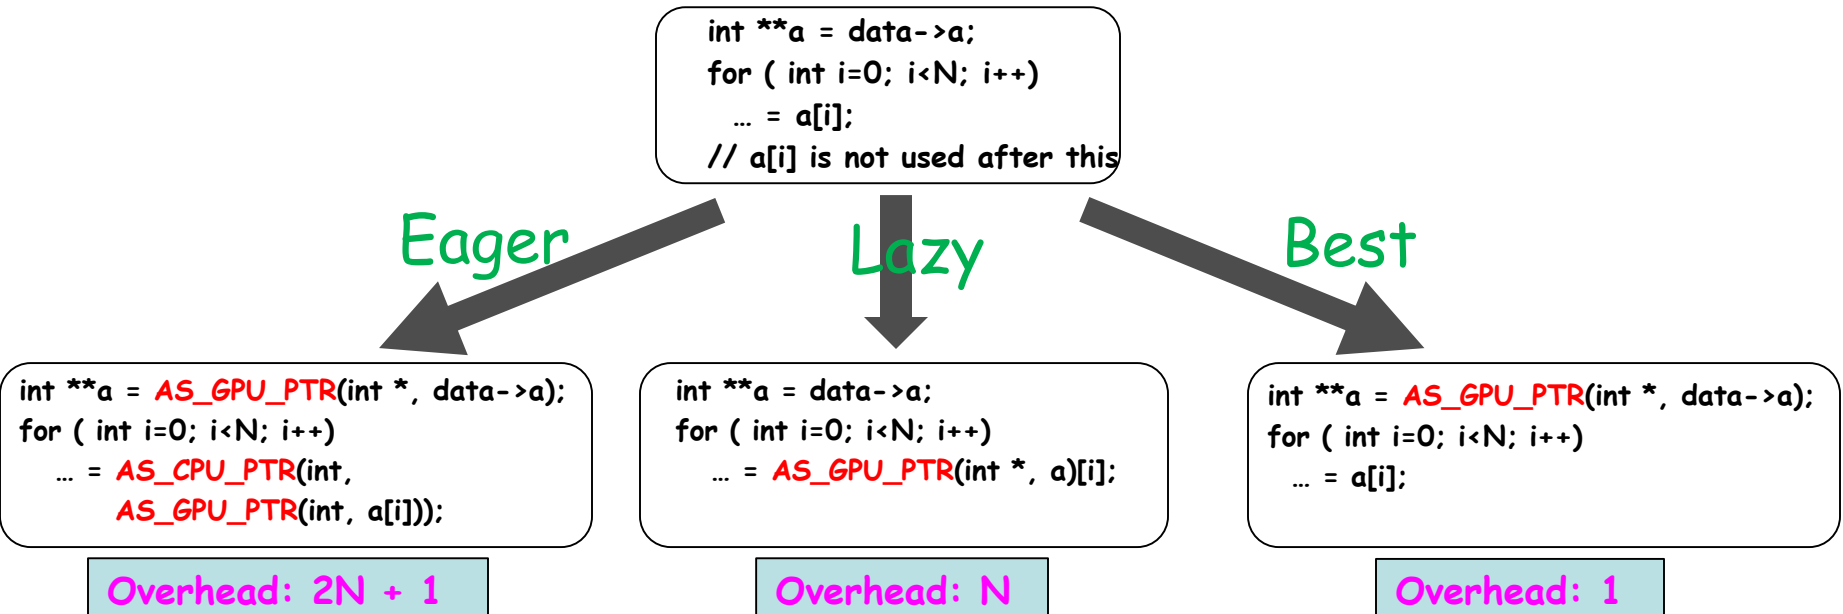 int **a = data->a;
for ( int i=0; i<N; i++)
… = a[i];
// a[i] is not used after this
Eager
Lazy
Best
int **a = AS_GPU_PTR(int *, data->a);
for ( int i=0; i<N; i++)
… = AS_CPU_PTR(int,
AS_GPU_PTR(int, a[i]));
Overhead: 2N + 1
int **a = data->a;
for ( int i=0; i<N; i++)
… = AS_GPU_PTR(int *, a)[i];
Overhead: N
int **a = AS_GPU_PTR(int *, data->a);
for ( int i=0; i<N; i++)
… = a[i];
Overhead: 1